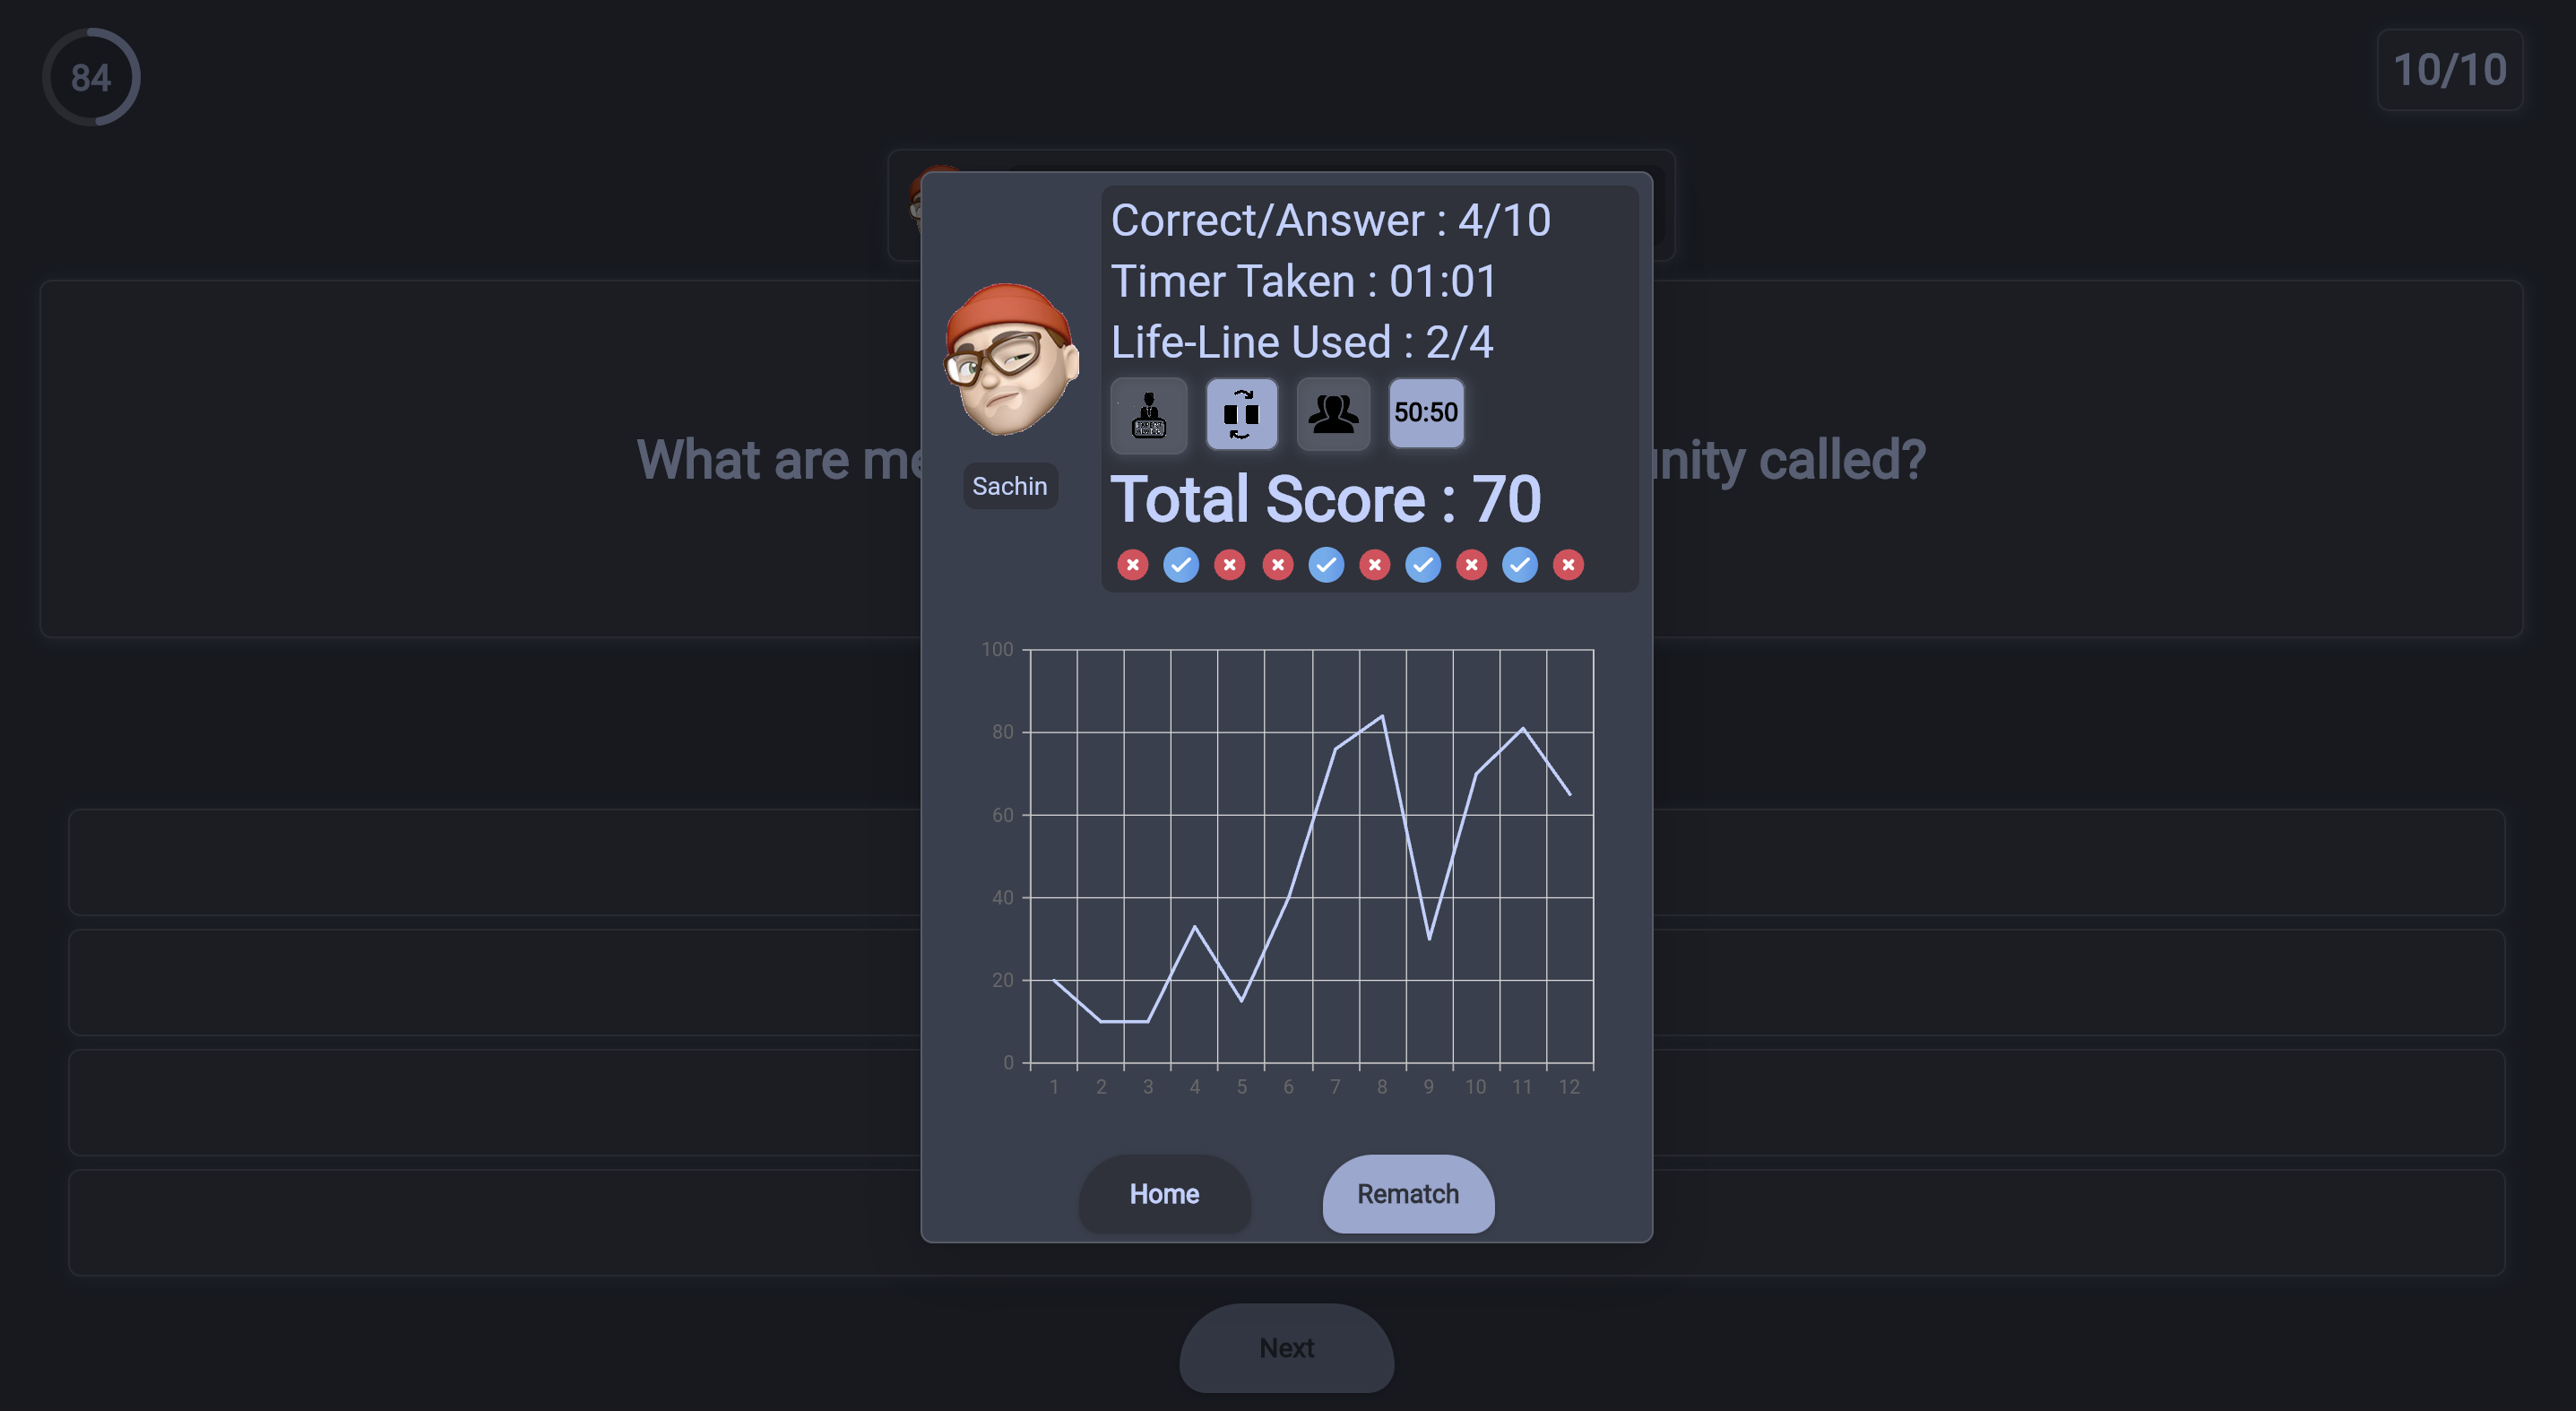 84
10/10
Correct/Answer : 4/10
Timer Taken : 01:01
Life-Line Used : 2/4
50:50
Sachin
Total Score : 70
What are
called?
100
80
60
40
20
0
1 2 3 4 5 6 7 8 9 10 11 12
Home
Rematch
Next